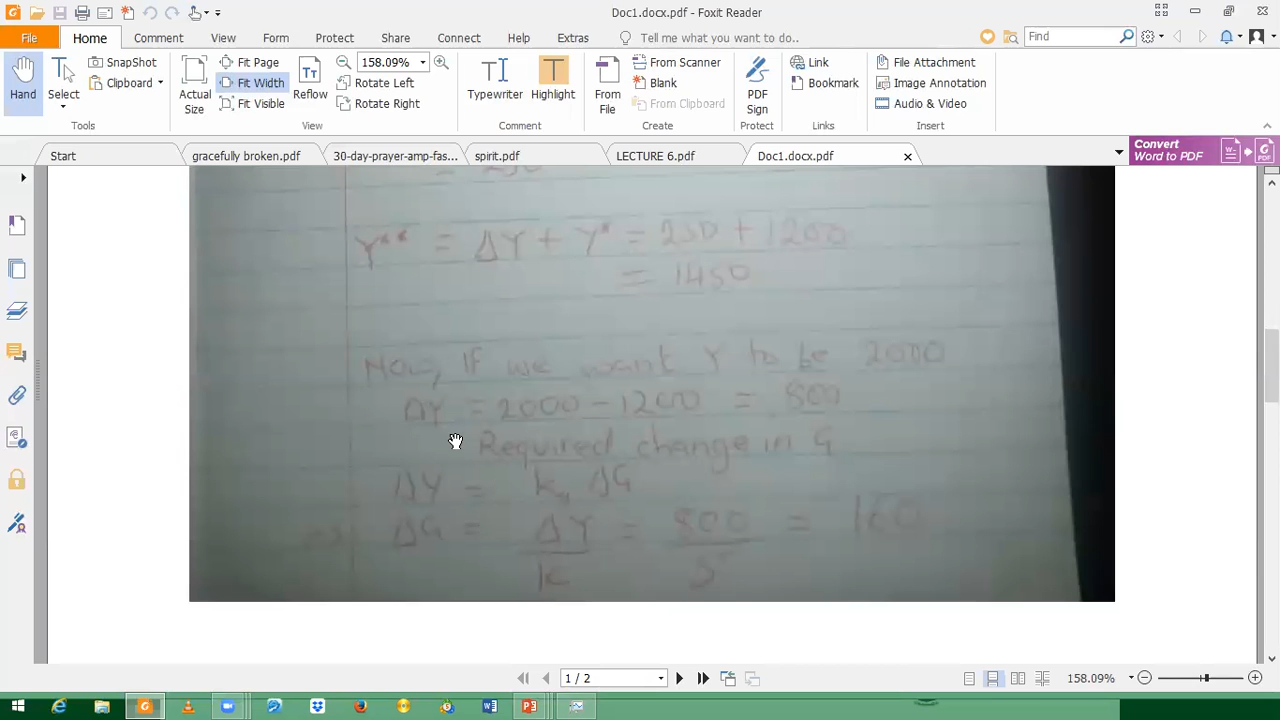 Doc1.docx.pdf - Foxit Reader
File Home Comment View Form Protect Share Connect Help Extras Tell me what you want to do... Find
Hand
Select
SnapShot
Clipboard
Actual Size
Fit Page
Fit Width
Fit Visible
Reflow
158.09%
Rotate Left
Rotate Right
Typewriter
Highlight
From File
From Scanner
Blank
From Clipboard
PDF Sign
Link
Bookmark
File Attachment
Image Annotation
Audio & Video
Tools View Comment Create Protect Links Insert
Start gracefully broken.pdf 30-day-prayer-amp-fas... spirit.pdf LECTURE 6.pdf Doc1.docx.pdf
Convert Word to PDF
= 250
Y** = ΔY + Y* = 250 + 1200
= 1450
Now, If we want Y to be 2000
ΔY = 2000 - 1200 = 800
Required change in G
ΔY = k, ΔG
ΔG = ΔY/k = 800/5 = 160
1 / 2
158.09%